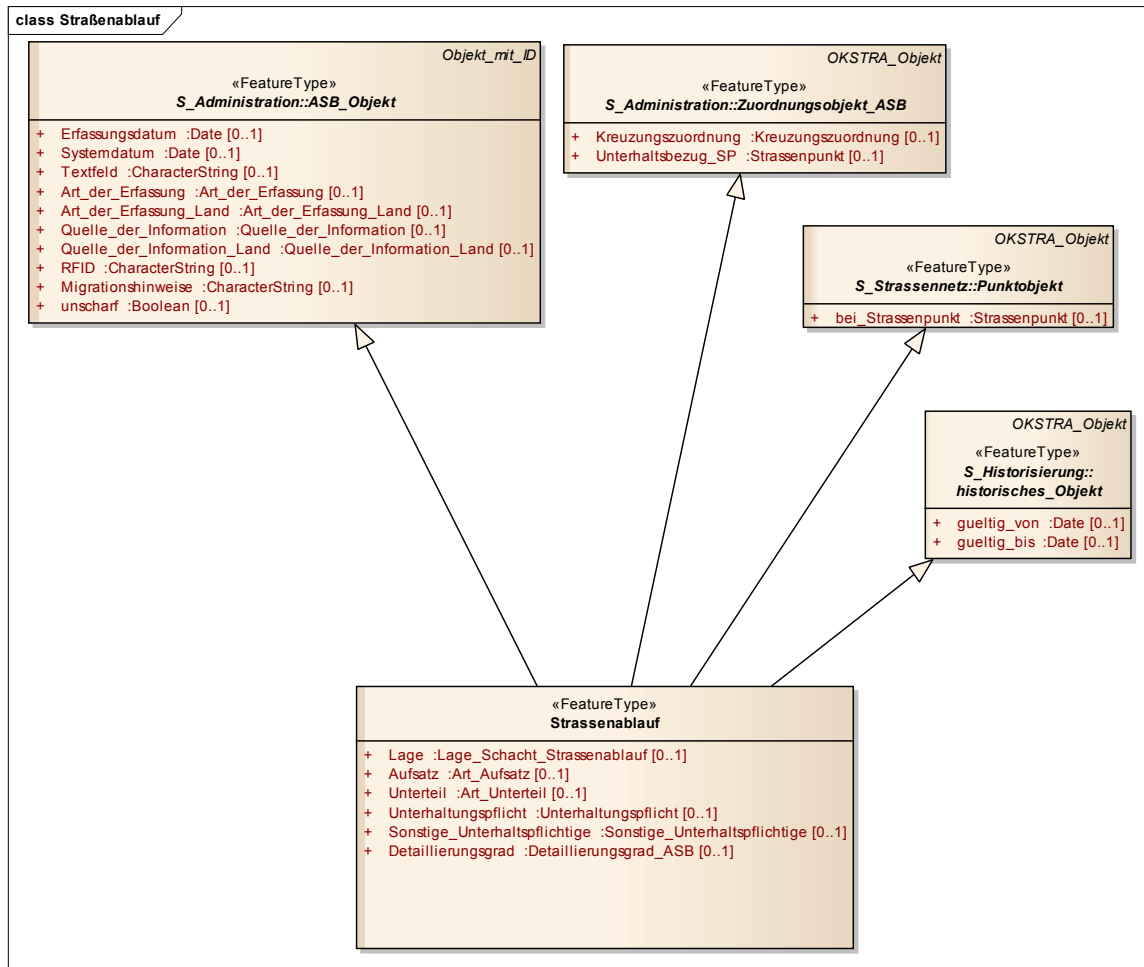 class Straßenablauf
Objekt_mit_ID
«FeatureType»
S_Administration::ASB_Objekt
+ Erfassungsdatum :Date [0..1]
+ Systemdatum :Date [0..1]
+ Textfeld :CharacterString [0..1]
+ Art_der_Erfassung :Art_der_Erfassung [0..1]
+ Art_der_Erfassung_Land :Art_der_Erfassung_Land [0..1]
+ Quelle_der_Information :Quelle_der_Information [0..1]
+ Quelle_der_Information_Land :Quelle_der_Information_Land [0..1]
+ RFID :CharacterString [0..1]
+ Migrationshinweise :CharacterString [0..1]
+ unscharf :Boolean [0..1]
OKSTRA_Objekt
«FeatureType»
S_Administration::Zuordnungsobjekt_ASB
+ Kreuzungszuordnung :Kreuzungszuordnung [0..1]
+ Unterhaltsbezug_SP :Strassenpunkt [0..1]
OKSTRA_Objekt
«FeatureType»
S_Strassennetz::Punktobjekt
+ bei_Strassenpunkt :Strassenpunkt [0..1]
OKSTRA_Objekt
«FeatureType»
S_Historisierung::
historisches_Objekt
+ gueltig_von :Date [0..1]
+ gueltig_bis :Date [0..1]
«FeatureType»
Strassenablauf
+ Lage :Lage_Schacht_Strassenablauf [0..1]
+ Aufsatz :Art_Aufsatz [0..1]
+ Unterteil :Art_Unterteil [0..1]
+ Unterhaltungspflicht :Unterhaltungspflicht [0..1]
+ Sonstige_Unterhaltspflichtige :Sonstige_Unterhaltspflichtige [0..1]
+ Detaillierungsgrad :Detaillierungsgrad_ASB [0..1]